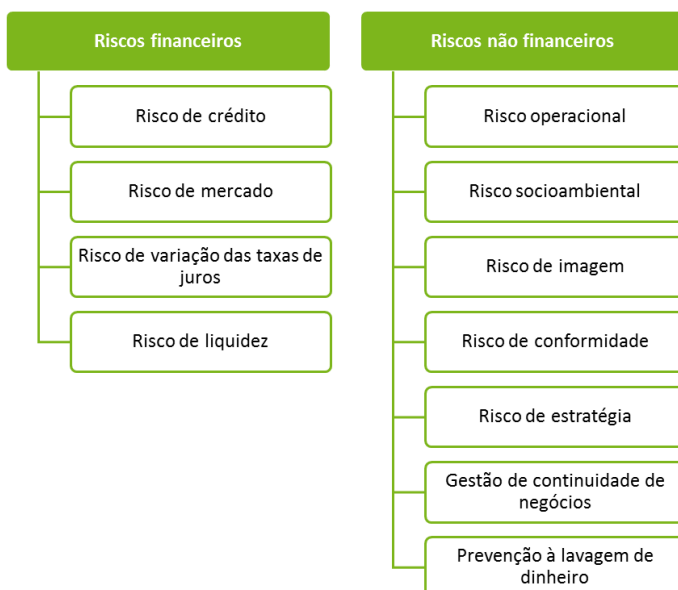 Riscos financeiros
Risco de crédito
Risco de mercado
Risco de variação das taxas de
juros
Risco de liquidez
Riscos não financeiros
Risco operacional
Risco socioambiental
Risco de imagem
Risco de conformidade
Risco de estratégia
Gestão de continuidade de
negócios
Prevenção à lavagem de
dinheiro